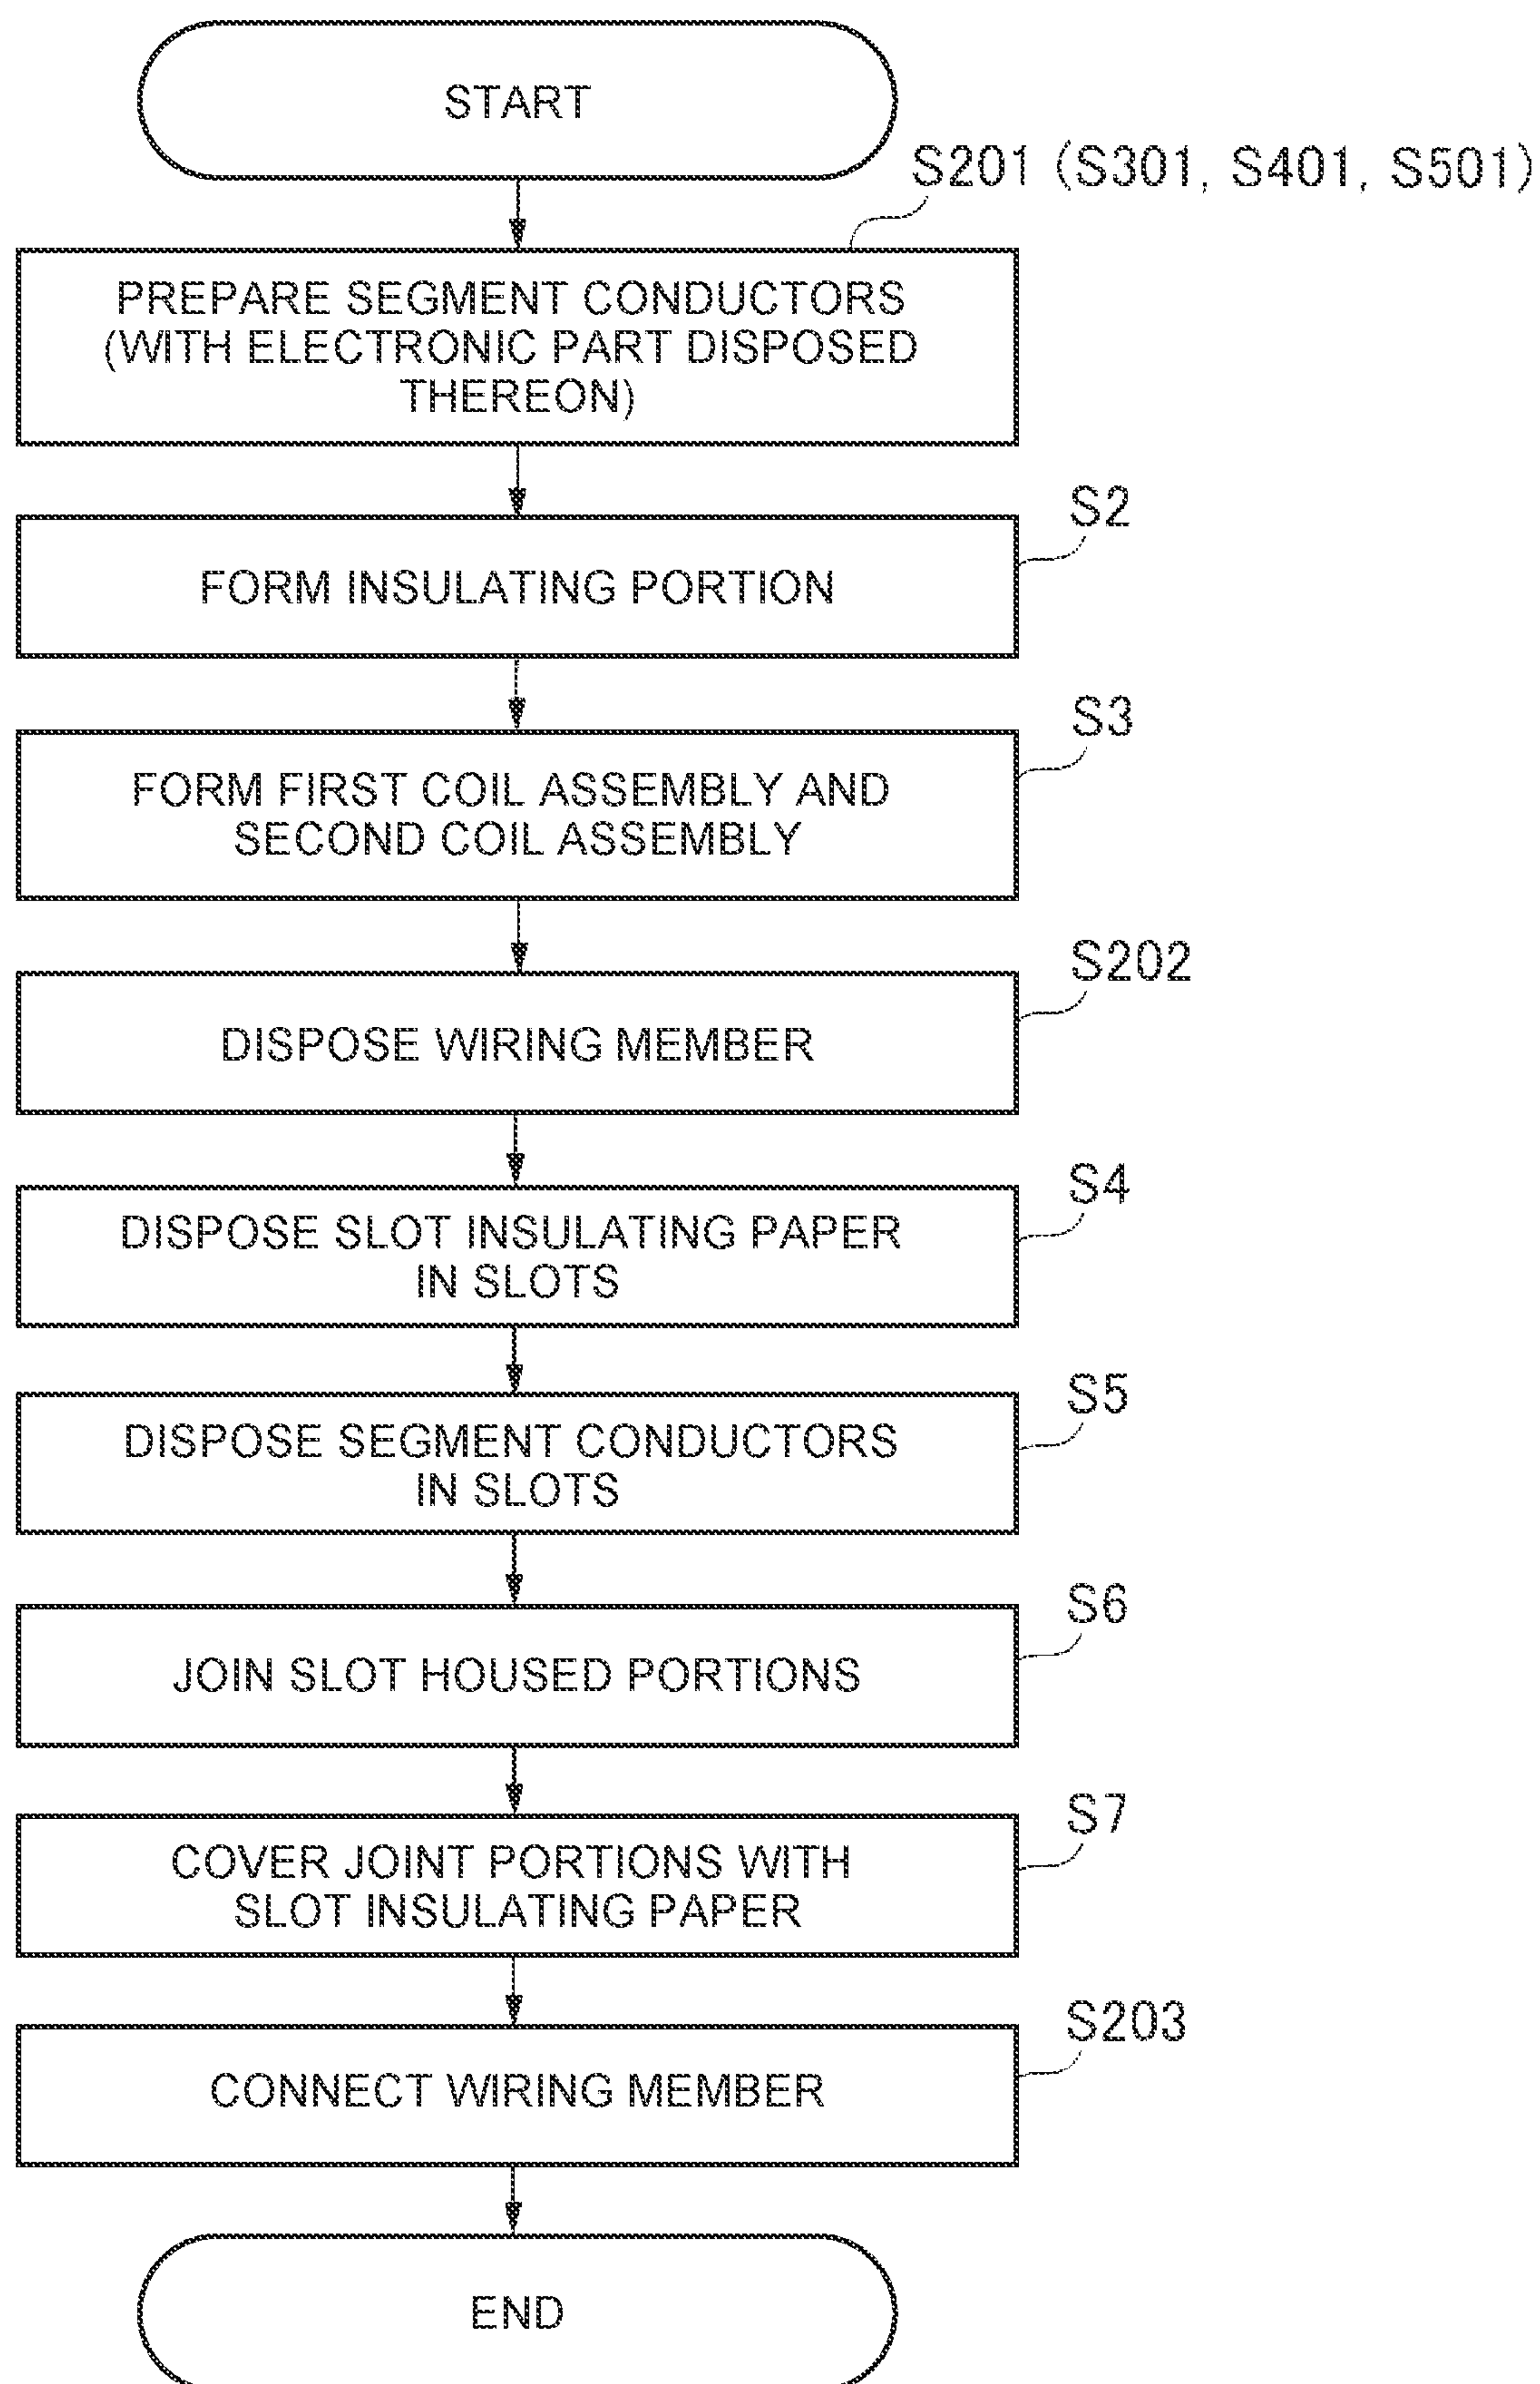 START
S201 (S301, S401, S501)
PREPARE SEGMENT CONDUCTORS
(WITH ELECTRONIC PART DISPOSED
THEREON)
S2
FORM INSULATING PORTION
S3
FORM FIRST COIL ASSEMBLY AND
SECOND COIL ASSEMBLY
S202
DISPOSE WIRING MEMBER
S4
DISPOSE SLOT INSULATING PAPER
IN SLOTS
S5
DISPOSE SEGMENT CONDUCTORS
IN SLOTS
S6
JOIN SLOT HOUSED PORTIONS
S7
COVER JOINT PORTIONS WITH
SLOT INSULATING PAPER
S203
CONNECT WIRING MEMBER
END